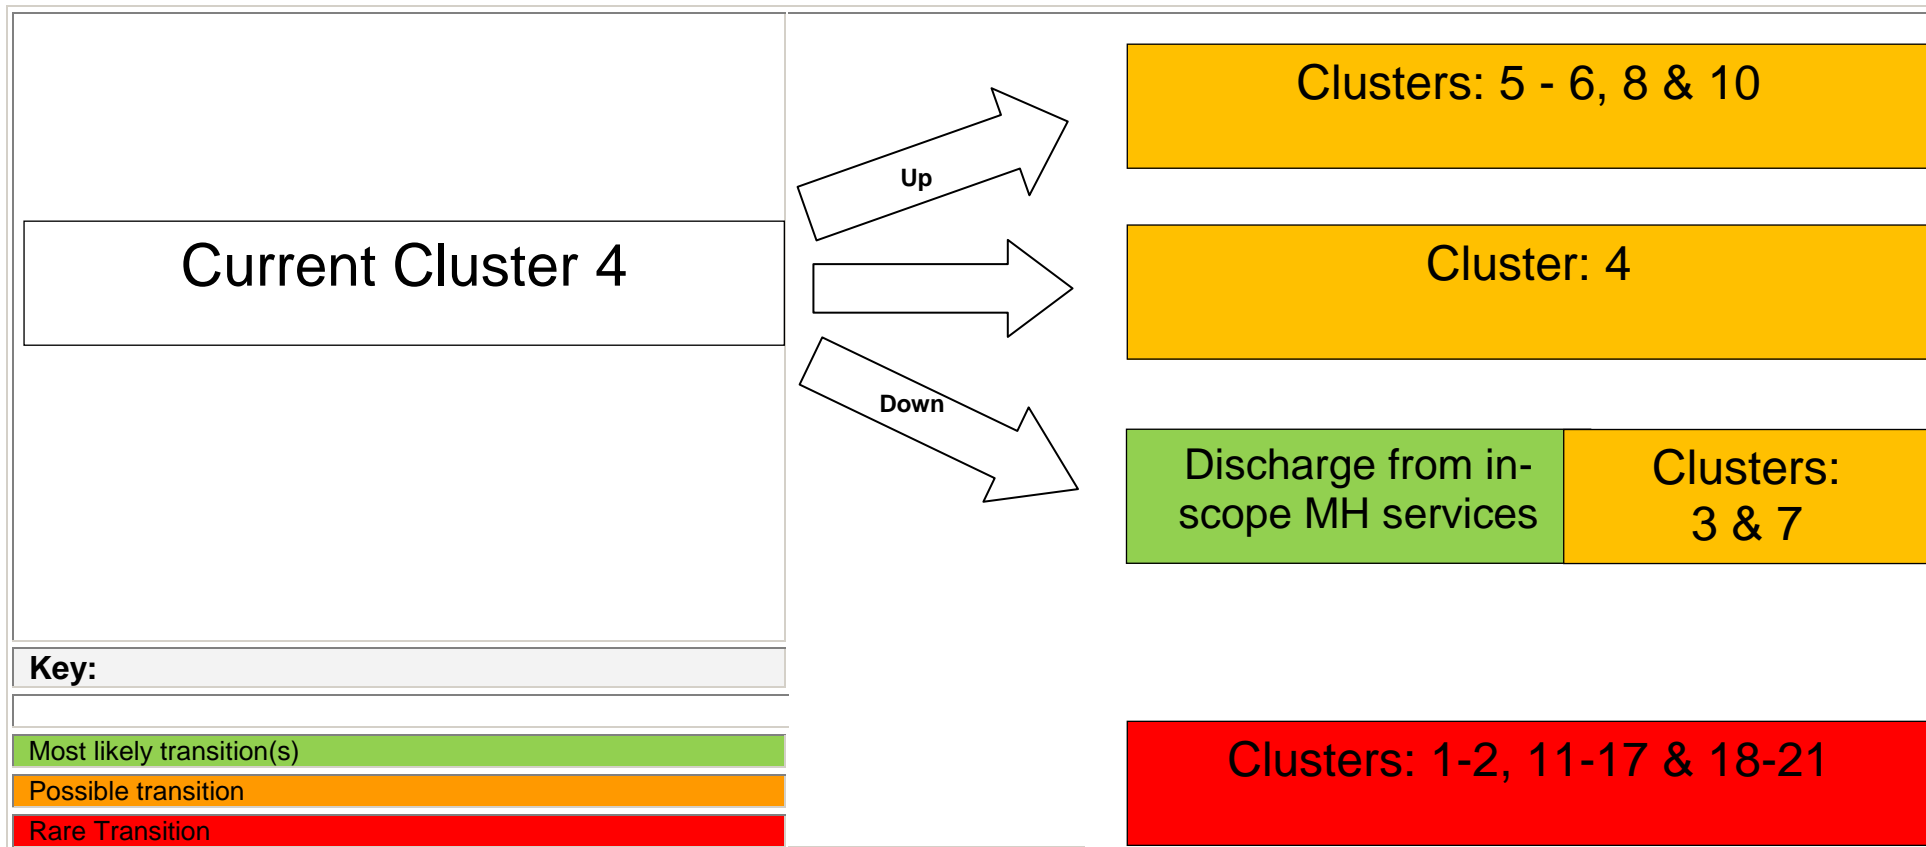 Current Cluster 4
Up
Down
Clusters: 5 - 6, 8 & 10
Cluster: 4
Discharge from in-
scope MH services
Clusters:
3 & 7
Key:
Most likely transition(s)
Possible transition
Rare Transition
Clusters: 1-2, 11-17 & 18-21